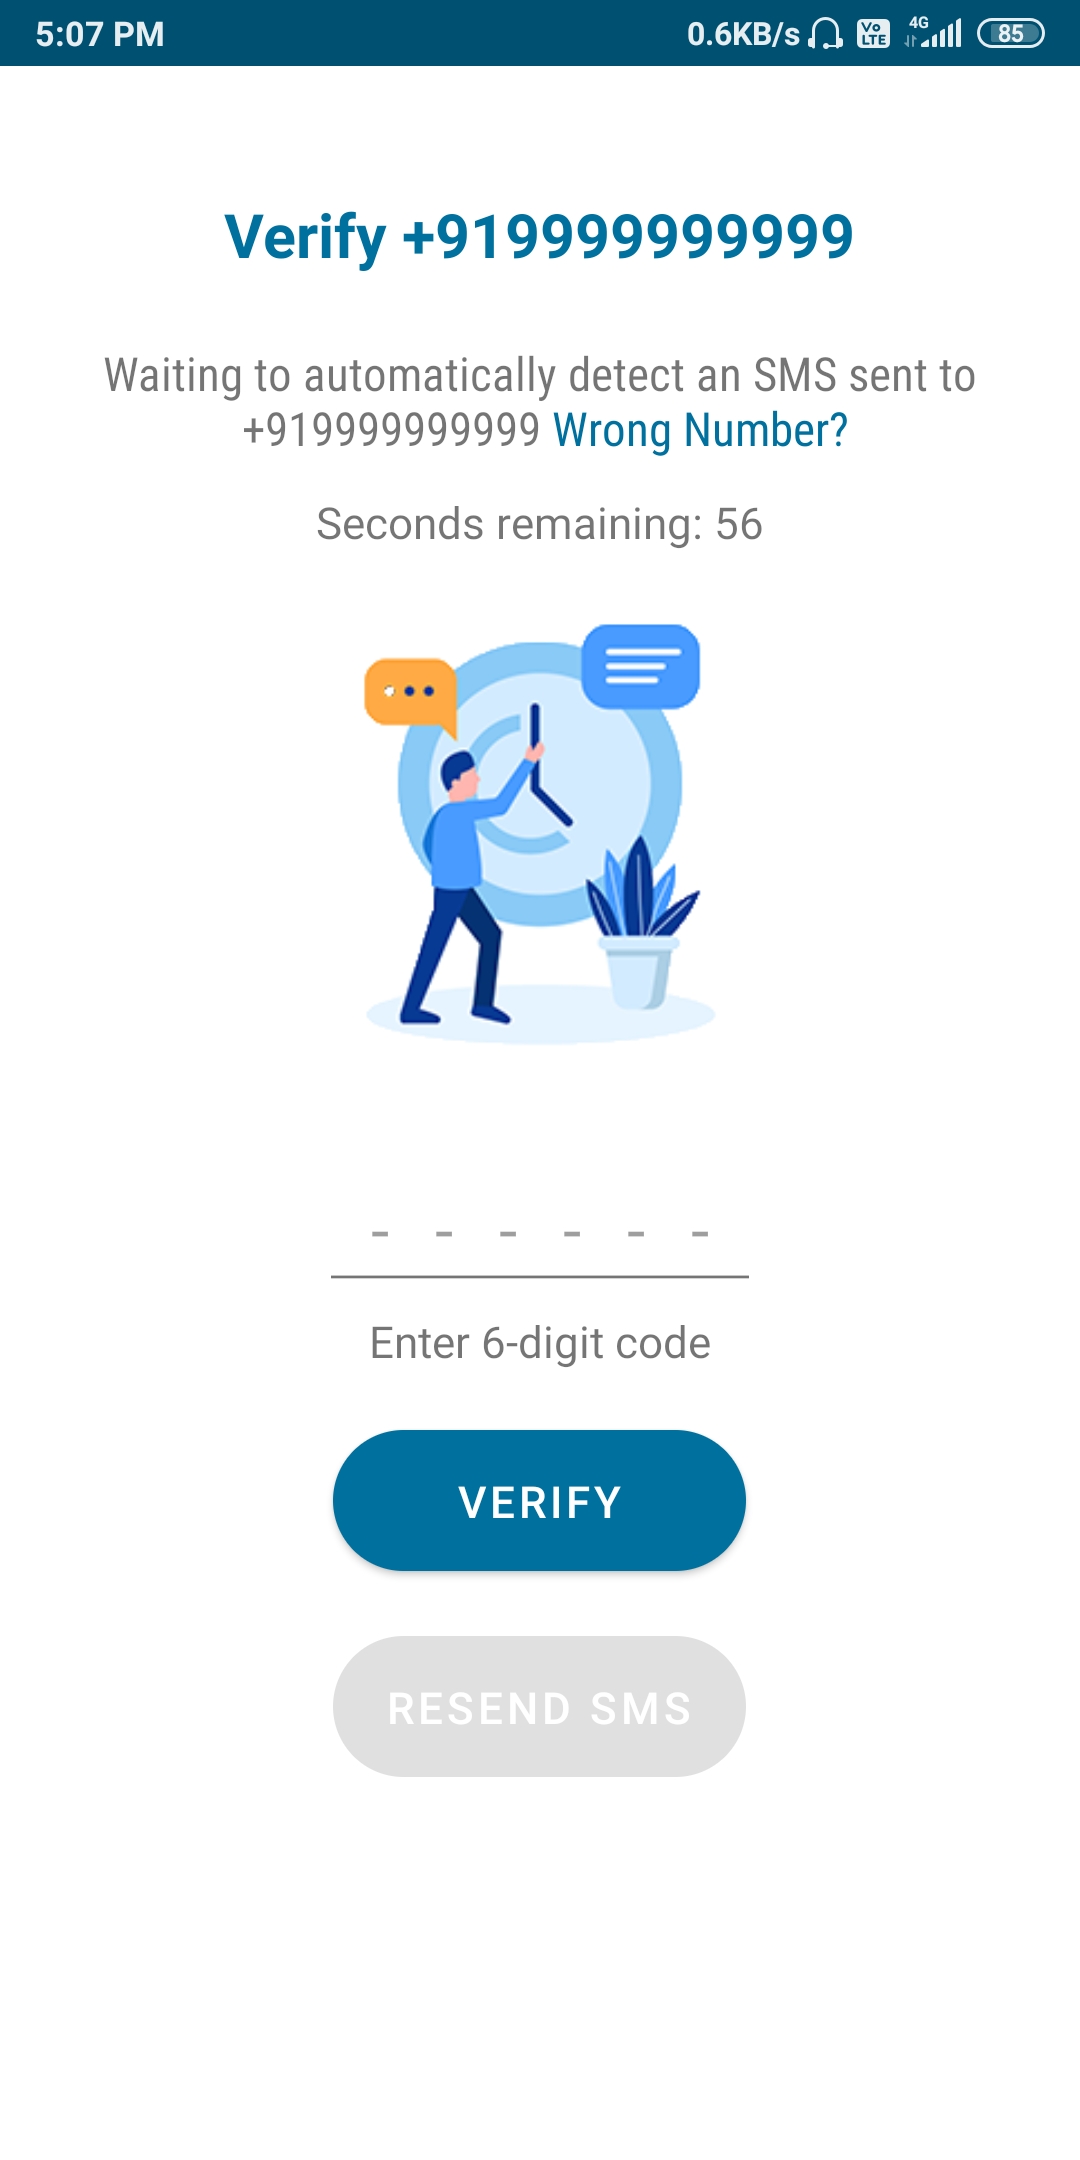 5:07 PM 0.6KB/s Vo LTE 4G 85
Verify +919999999999
Waiting to automatically detect an SMS sent to
+919999999999 Wrong Number?
Seconds remaining: 56
- - - - - -
Enter 6-digit code
VERIFY
RESEND SMS